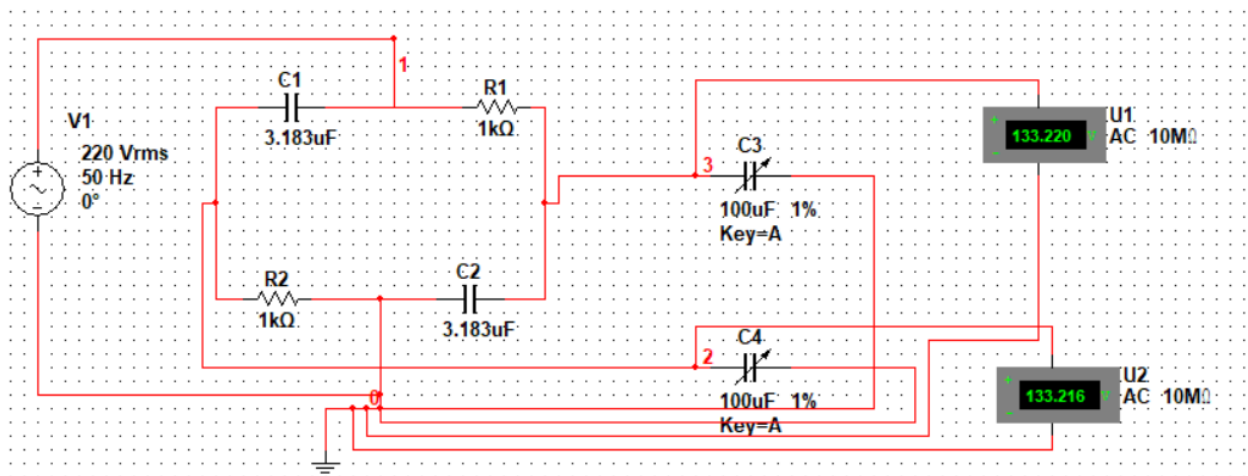 1
C1
3.183uF
R1
1kΩ
V1
220 Vrms
50 Hz
0°
U1
133.220
AC 10MΩ
C3
3
100uF 1%
Key=A
R2
1kΩ
C2
3.183uF
C4
2
100uF 1%
Key=A
0
U2
133.216
AC 10MΩ